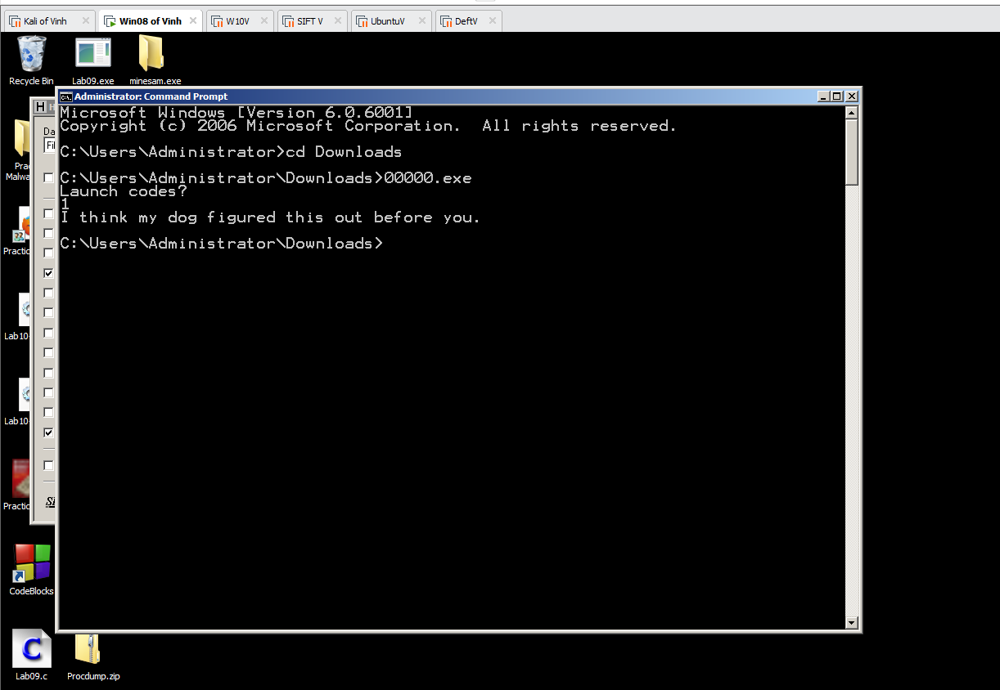 Kali of Vinh
Win08 of Vinh
W10V
SIFT V
UbuntuV
DeftV
Recycle Bin
Lab09.exe
minesam.exe
Administrator: Command Prompt
Microsoft Windows [Version 6.0.6001]
Copyright (c) 2006 Microsoft Corporation.  All rights reserved.
C:\Users\Administrator>cd Downloads
C:\Users\Administrator\Downloads>00000.exe
Launch codes?
1
I think my dog figured this out before you.
C:\Users\Administrator\Downloads>
H
H
Da
Fil
Prac
Malwa
Practic
Lab10-
Lab10-
Practic
CodeBlocks
Lab09.c
Procdump.zip